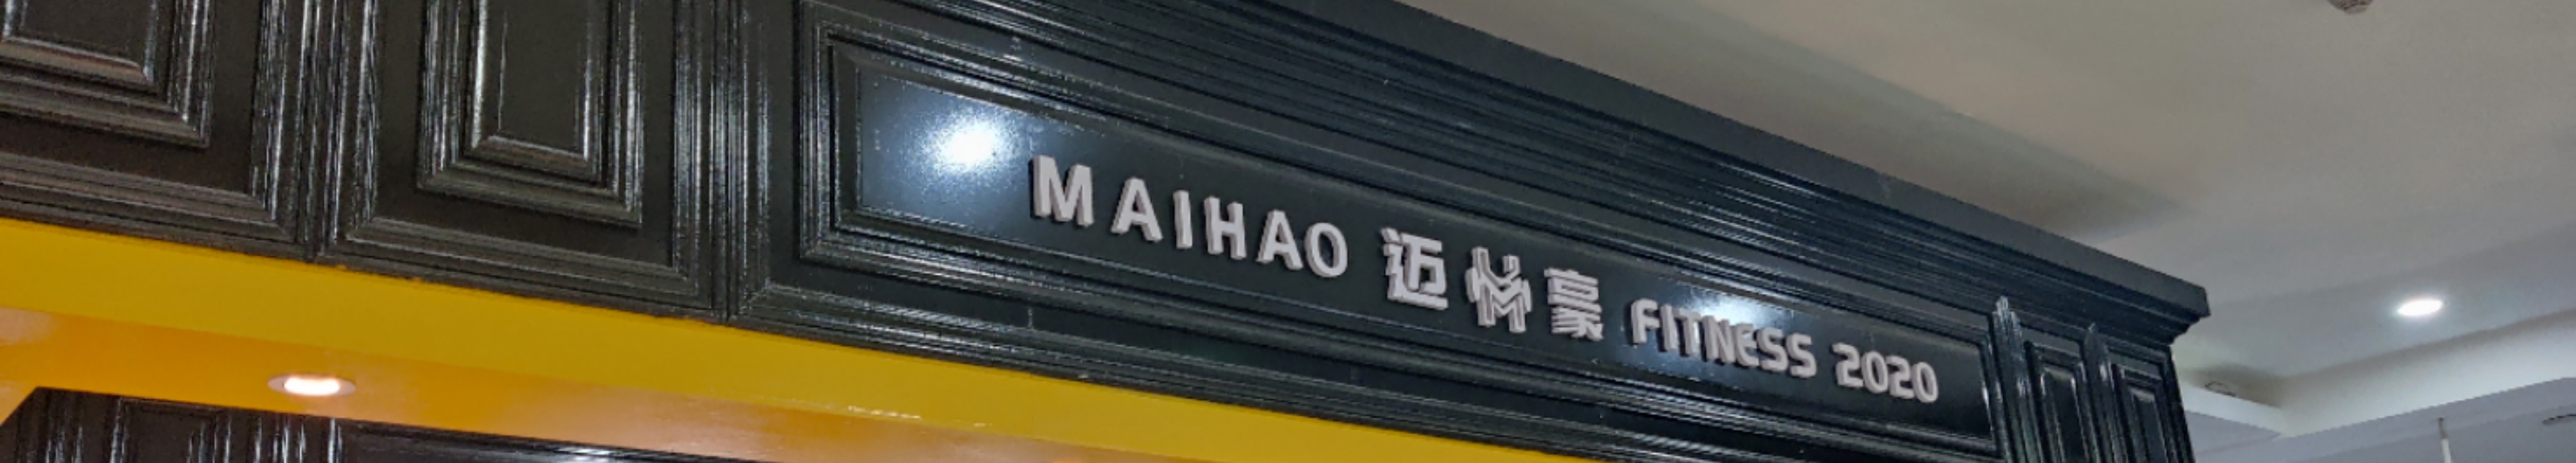 MAIHAO 迈豪 FITNESS 2020